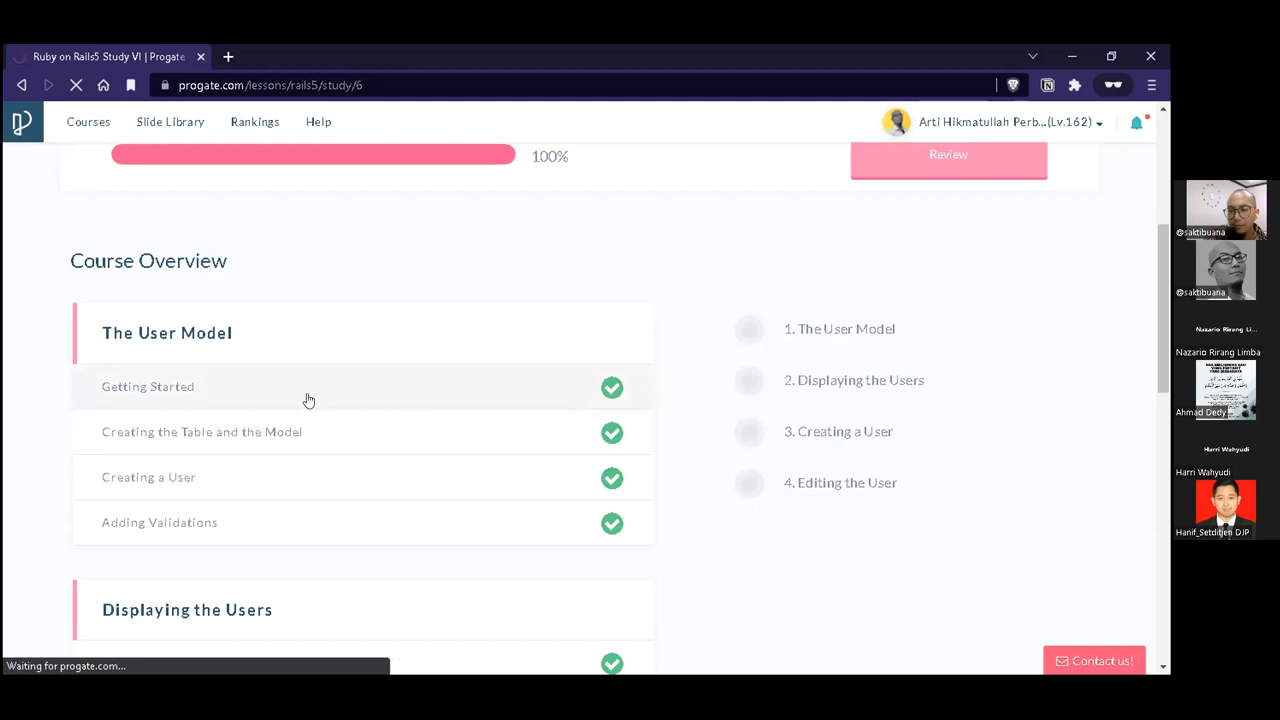 Ruby on Rails5 Study VI | Progate
progate.com/lessons/rails5/study/6
Courses
Slide Library
Rankings
Help
Arti Hikmatullah Perb...(Lv.162)
100%
Review
Course Overview
The User Model
Getting Started
Creating the Table and the Model
Creating a User
Adding Validations
Displaying the Users
1. The User Model
2. Displaying the Users
3. Creating a User
4. Editing the User
Contact us!
Waiting for progate.com...
@saktibuana
@saktibuana
Nazario Rirang Li...
Nazario Rirang Limba
Ahmad Dedy
Harri Wahyudi
Harri Wahyudi
Hanif_Setditjen DJP